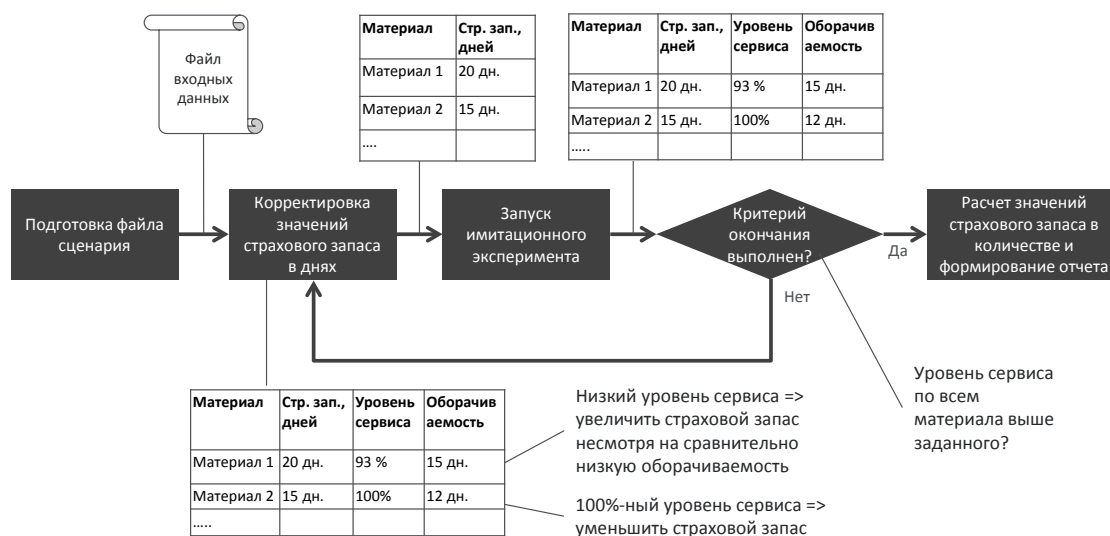 Файл
входных
данных
Материал Стр. зап., дней
Материал 1 20 дн.
Материал 2 15 дн.
....
Материал Стр. зап., дней Уровень сервиса Оборачив аемость
Материал 1 20 дн. 93 % 15 дн.
Материал 2 15 дн. 100% 12 дн.
.....
Подготовка файла
сценария
Корректировка
значений
страхового запаса
в днях
Запуск
имитационного
эксперимента
Критерий
окончания
выполнен?
Да
Нет
Расчет значений
страхового запаса в
количестве и
формирование отчета
Материал Стр. зап., дней Уровень сервиса Оборачив аемость
Материал 1 20 дн. 93 % 15 дн.
Материал 2 15 дн. 100% 12 дн.
.....
Низкий уровень сервиса =>
увеличить страховой запас
несмотря на сравнительно
низкую оборачиваемость
100%-ный уровень сервиса =>
уменьшить страховой запас
Уровень сервиса
по всем
материала выше
заданного?